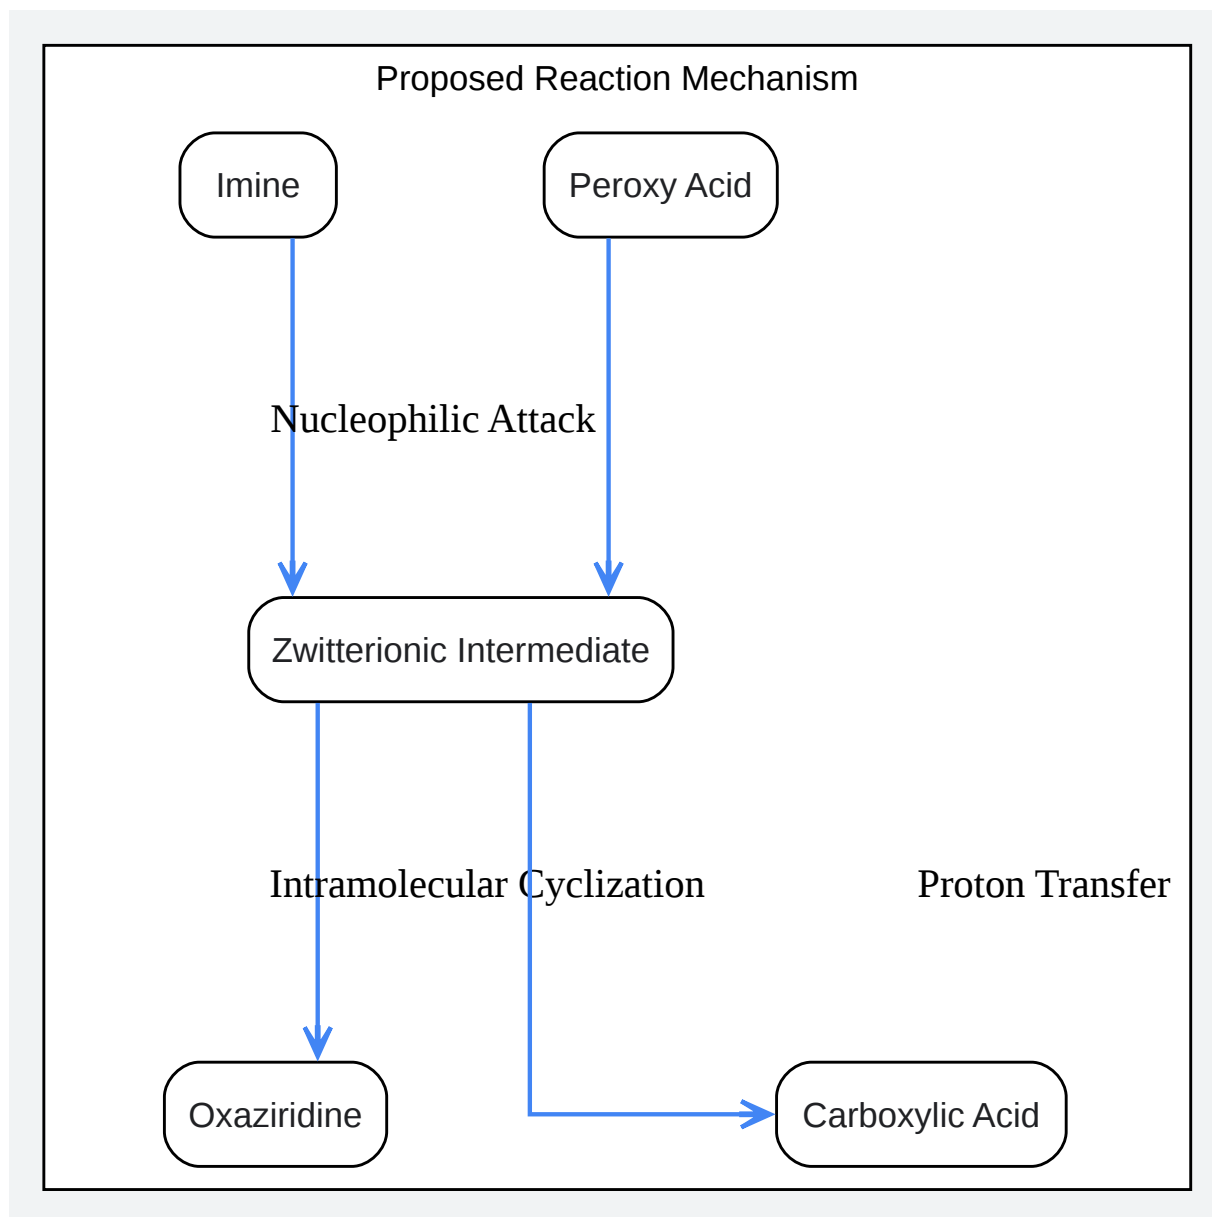 Proposed Reaction Mechanism
Imine
Peroxy Acid
Nucleophilic Attack
Zwitterionic Intermediate
Intramolecular Cyclization
Proton Transfer
Oxaziridine
Carboxylic Acid